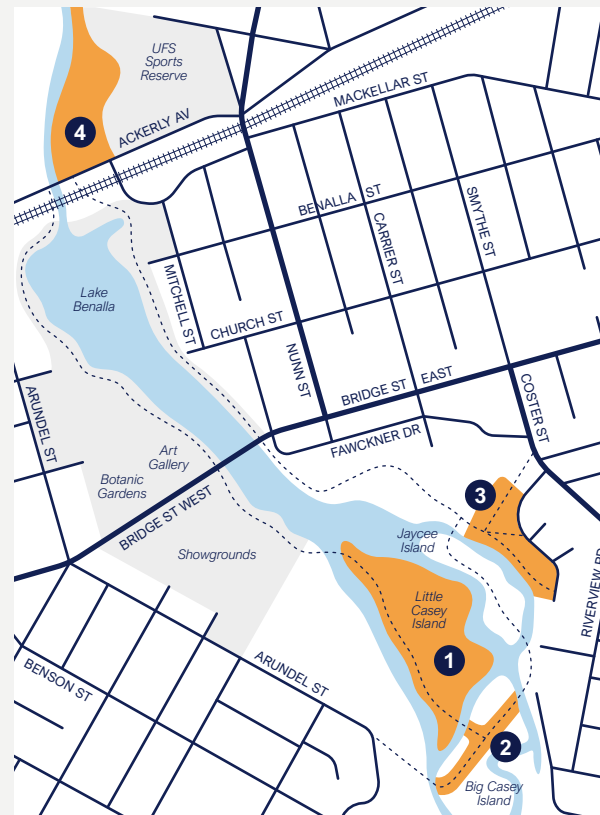 UFS
Sports
Reserve
4
ACKERLY AV
MACKELLAR ST
BENALLA ST
CARRIER ST
SMYTHE ST
Lake
Benalla
MITCHELL ST
CHURCH ST
NUNN ST
BRIDGE ST EAST
COSTER ST
ARUNDEL ST
FAWCKNER DR
Art
Gallery
Botanic
Gardens
BRIDGE ST WEST
3
Showgrounds
Jaycee
Island
Little
Casey
Island
RIVERVIEW RD
1
BENSON ST
ARUNDEL ST
2
Big Casey
Island